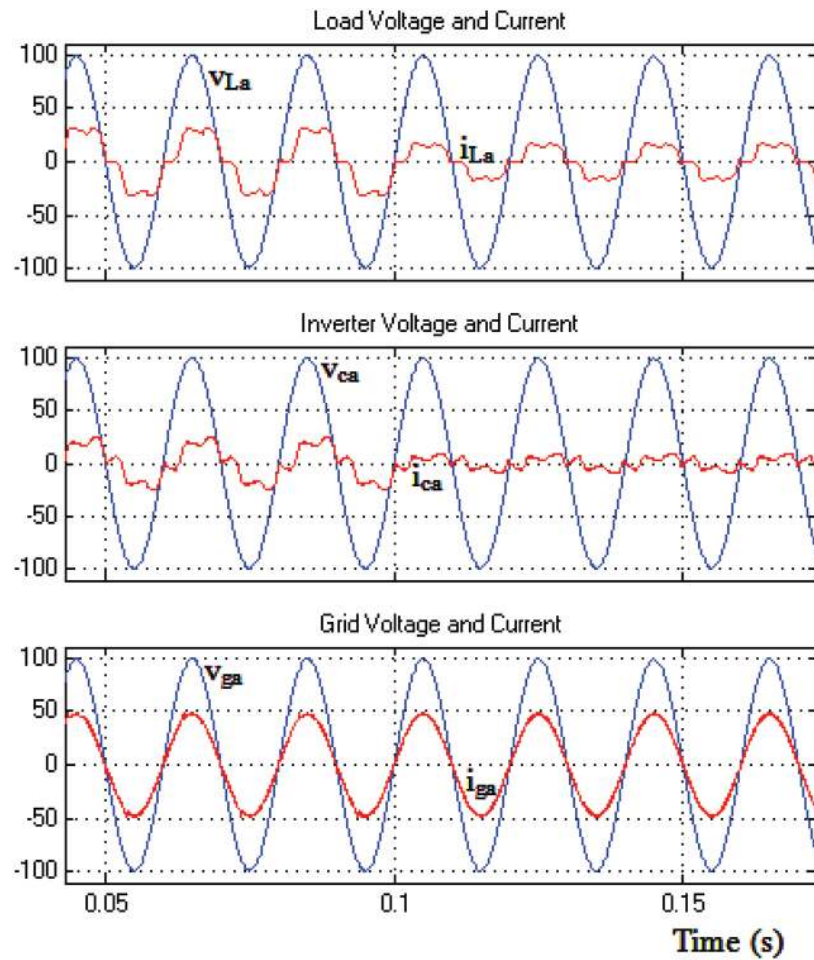 Load Voltage and Current
100
50
0
-50
-100
vLa
iLa
Inverter Voltage and Current
100
50
0
-50
-100
vca
ica
Grid Voltage and Current
100
50
0
-50
-100
vga
iga
0.05 0.1 0.15
Time (s)